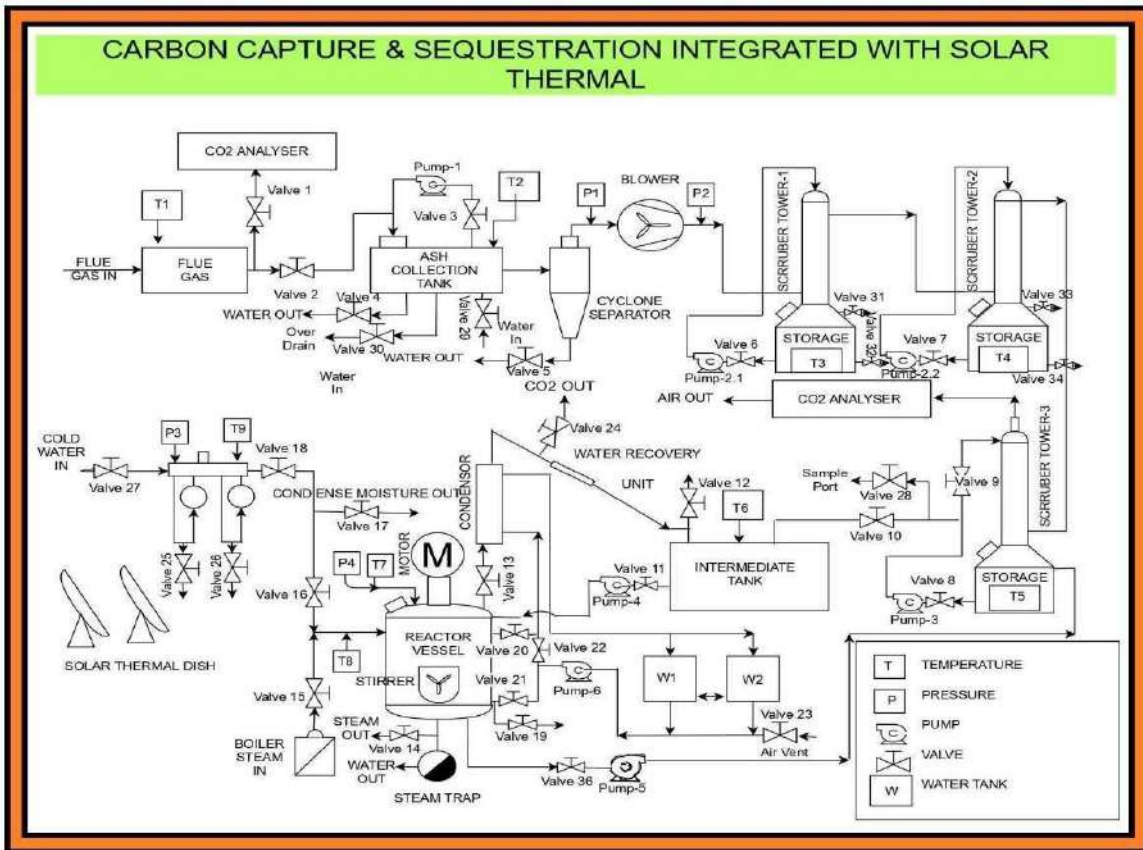 CARBON CAPTURE & SEQUESTRATION INTEGRATED WITH SOLAR
THERMAL
CO2 ANALYSER
Valve 1
T1
FLUE
GAS IN
FLUE
GAS
Valve 2
Pump-1
Valve 3
T2
ASH
COLLECTION
TANK
Valve 4
WATER OUT
Over
Drain
Valve 30
Valve 29
Water
In
WATER OUT
Valve 5
Water
In
P1
BLOWER
P2
CYCLONE
SEPARATOR
SCRRUBER TOWER-1
SCRRUBER TOWER-2
Valve 31
Valve 33
STORAGE
T3
Valve 6
Pump-2.1
Valve 32
Valve 7
Pump-2.2
STORAGE
T4
Valve 34
AIR OUT
CO2 ANALYSER
CO2 OUT
Valve 24
WATER RECOVERY
UNIT
COLD
WATER
IN
Valve 27
P3
T9
Valve 18
CONDENSE MOISTURE OUT
Valve 17
Valve 25
Valve 26
Valve 16
SOLAR THERMAL DISH
CONDENSOR
Valve 12
T6
INTERMEDIATE
TANK
Sample
Port
Valve 28
Valve 10
Valve 9
SCRRUBER TOWER-3
STORAGE
T5
Valve 8
Pump-3
Valve 11
Pump-4
MOTOR
M
P4
T7
Valve 13
REACTOR
VESSEL
STIRRER
T8
Valve 15
BOILER
STEAM
IN
Valve 20
Valve 21
Valve 22
Pump-6
Valve 19
STEAM
OUT
Valve 14
WATER
OUT
STEAM TRAP
W1
W2
Valve 23
Air Vent
Valve 36
Pump-5
T
TEMPERATURE
P
PRESSURE
C
PUMP
VALVE
W
WATER TANK